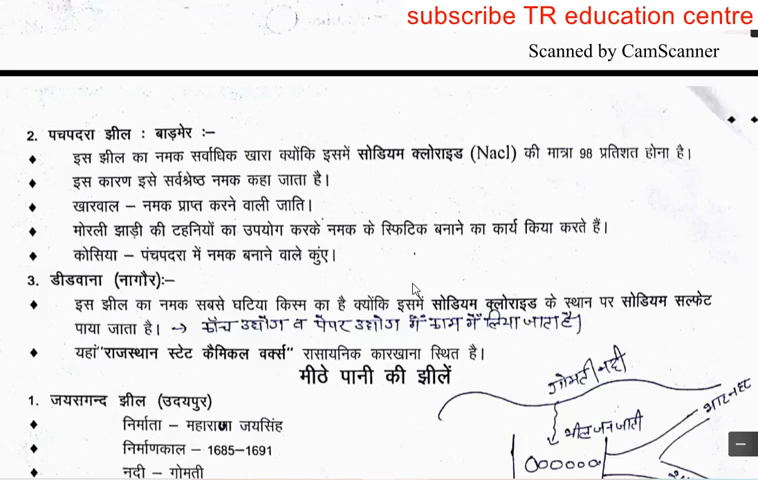 subscribe TR education centre
Scanned by CamScanner
2. पचपदरा झील : बाड़मेर :–
♦ इस झील का नमक सर्वाधिक खारा क्योंकि इसमें सोडियम क्लोराइड (Nacl) की मात्रा 98 प्रतिशत होना है।
♦ इस कारण इसे सर्वश्रेष्ठ नमक कहा जाता है।
♦ खारवाल – नमक प्राप्त करने वाली जाति।
♦ मोरली झाड़ी की टहनियों का उपयोग करके नमक के स्फिटिक बनाने का कार्य किया करते हैं।
♦ कोसिया – पंचपदरा में नमक बनाने वाले कुंए।
3. डीडवाना (नागौर):–
♦ इस झील का नमक सबसे घटिया किस्म का है क्योंकि इसमें सोडियम क्लोराइड के स्थान पर सोडियम सल्फेट
पाया जाता है। → काँच उद्योग व पेपर उद्योग में काम में लिया जाता है।
♦ यहां "राजस्थान स्टेट कैमिकल वर्क्स" रासायनिक कारखाना स्थित है।
मीठे पानी की झीलें
गोमती नदी
1. जयसमन्द झील (उदयपुर)
♦ निर्माता – महाराजा जयसिंह
भील जनजाती
♦ निर्माणकाल – 1685–1691
♦ नदी – गोमती